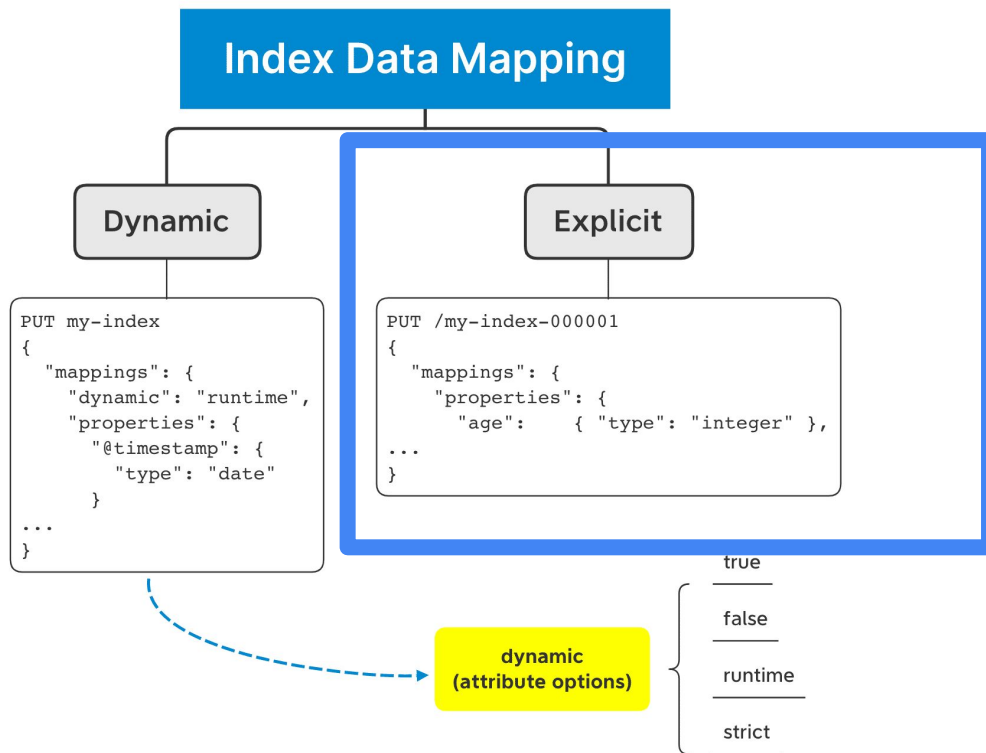 Index Data Mapping
Dynamic
PUT my-index
{
  "mappings": {
    "dynamic": "runtime",
    "properties": {
      "@timestamp": {
        "type": "date"
      }
...
}
Explicit
PUT /my-index-000001
{
  "mappings": {
    "properties": {
      "age":    { "type": "integer" },
...
}
dynamic
(attribute options)
true
false
runtime
strict